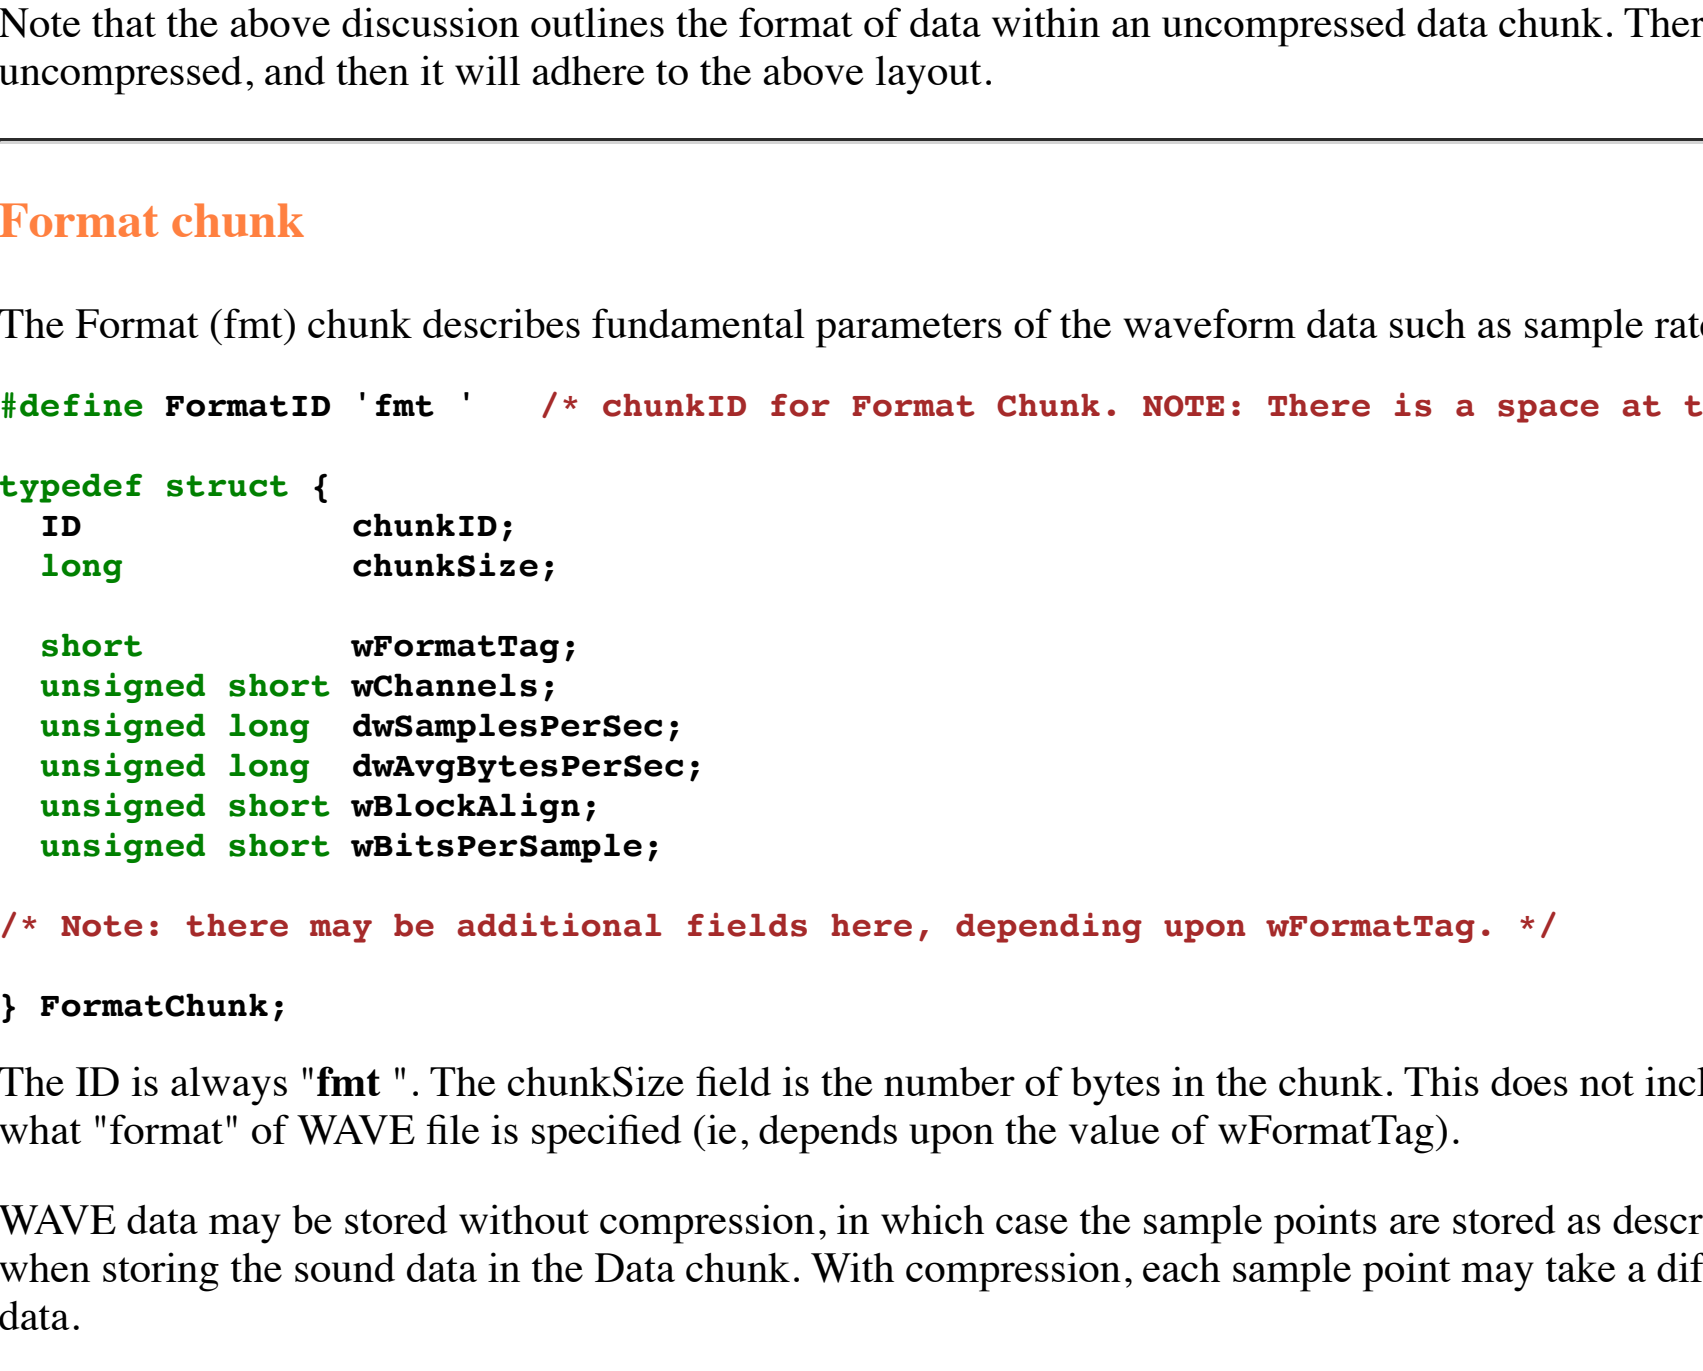 Note that the above discussion outlines the format of data within an uncompressed data chunk. Ther
uncompressed, and then it will adhere to the above layout.
Format chunk
The Format (fmt) chunk describes fundamental parameters of the waveform data such as sample rat
#define FormatID 'fmt '   /* chunkID for Format Chunk. NOTE: There is a space at t
typedef struct {
  ID             chunkID;
  long           chunkSize;
  short          wFormatTag;
  unsigned short wChannels;
  unsigned long  dwSamplesPerSec;
  unsigned long  dwAvgBytesPerSec;
  unsigned short wBlockAlign;
  unsigned short wBitsPerSample;
/* Note: there may be additional fields here, depending upon wFormatTag. */
} FormatChunk;
The ID is always "fmt ". The chunkSize field is the number of bytes in the chunk. This does not incl
what "format" of WAVE file is specified (ie, depends upon the value of wFormatTag).
WAVE data may be stored without compression, in which case the sample points are stored as descr
when storing the sound data in the Data chunk. With compression, each sample point may take a dif
data.